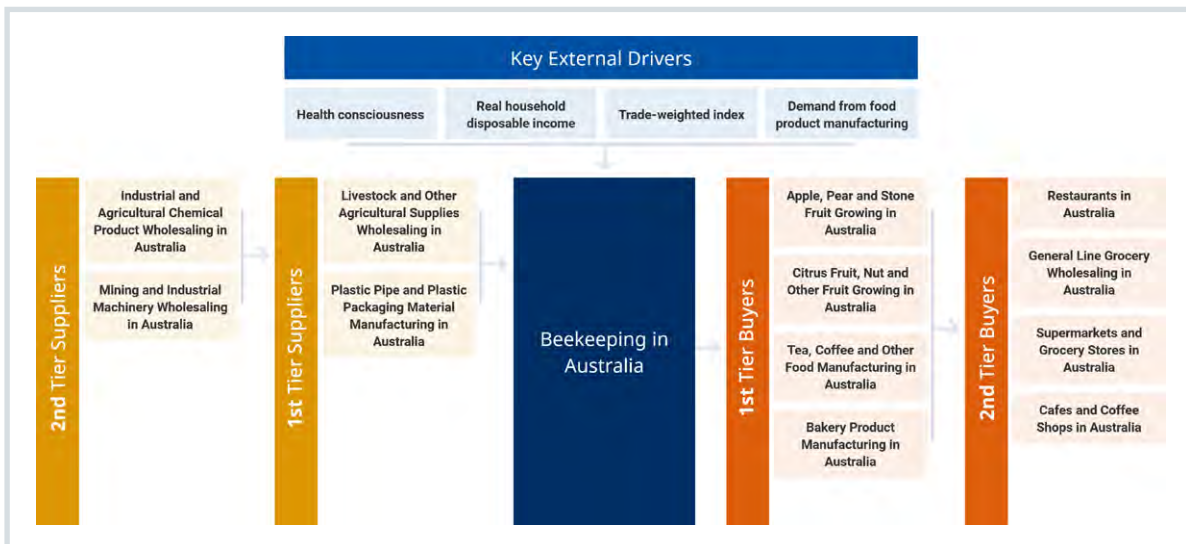 Key External Drivers
Health consciousness
Real household
disposable income
Trade-weighted index
Demand from food
product manufacturing
2nd Tier Suppliers
Industrial and
Agricultural Chemical
Product Wholesaling in
Australia
Mining and Industrial
Machinery Wholesaling
in Australia
1st Tier Suppliers
Livestock and Other
Agricultural Supplies
Wholesaling in
Australia
Plastic Pipe and Plastic
Packaging Material
Manufacturing in
Australia
Beekeeping in
Australia
1st Tier Buyers
Apple, Pear and Stone
Fruit Growing in
Australia
Citrus Fruit, Nut and
Other Fruit Growing in
Australia
Tea, Coffee and Other
Food Manufacturing in
Australia
Bakery Product
Manufacturing in
Australia
2nd Tier Buyers
Restaurants in
Australia
General Line Grocery
Wholesaling in
Australia
Supermarkets and
Grocery Stores in
Australia
Cafes and Coffee
Shops in Australia